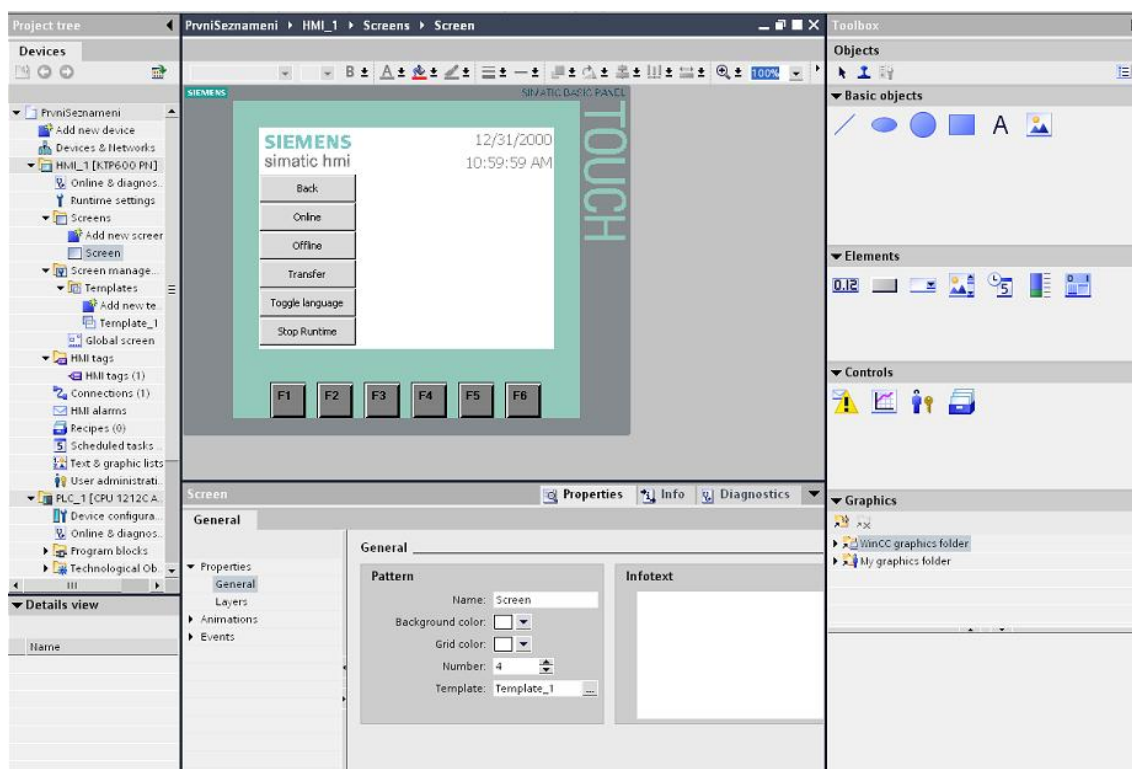 Project tree
Devices
PrvniSeznameni
Add new device
Devices & Networks
HMI_1 [KTP600 PN]
Online & diagnos..
Runtime settings
Screens
Add new screer
Screen
Screen manage...
Templates
Add new te..
Template_1
Global screen
HMI tags
HMI tags (1)
Connections (1)
HMI alarms
Recipes (0)
Scheduled tasks
Text & graphic lists
User administrati..
PLC_1 [CPU 1212C A..
Device configura...
Online & diagnos..
Program blocks
Technological Ob..
Details view
Name
PrvniSeznameni HMI_1 Screens Screen
B A 100%
SIEMENS SIMATIC BASIC PANEL
TOUCH
SIEMENS 12/31/2000
simatic hmi 10:59:59 AM
Back
Online
Offline
Transfer
Toggle language
Stop Runtime
F1 F2 F3 F4 F5 F6
Screen Properties Info Diagnostics
General
Properties
General
Layers
Animations
Events
General
Pattern
Name: Screen
Background color:
Grid color:
Number: 4
Template: Template_1 ...
Infotext
Toolbox
Objects
Basic objects
A
Elements
0.12 5
Controls
Graphics
WinCC graphics folder
My graphics folder